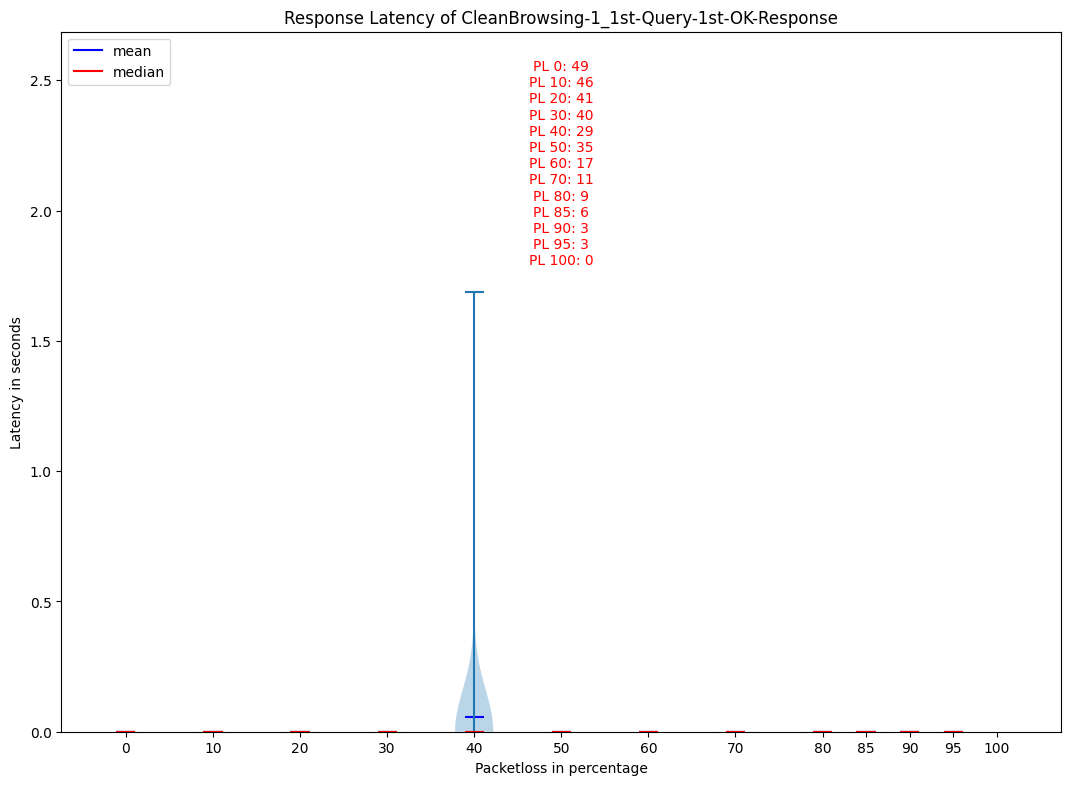 Response Latency of CleanBrowsing-1_1st-Query-1st-OK-Response
mean
median
PL 0: 49
PL 10: 46
PL 20: 41
PL 30: 40
PL 40: 29
PL 50: 35
PL 60: 17
PL 70: 11
PL 80: 9
PL 85: 6
PL 90: 3
PL 95: 3
PL 100: 0
Latency in seconds
2.5
2.0
1.5
1.0
0.5
0.0
0 10 20 30 40 50 60 70 80 85 90 95 100
Packetloss in percentage